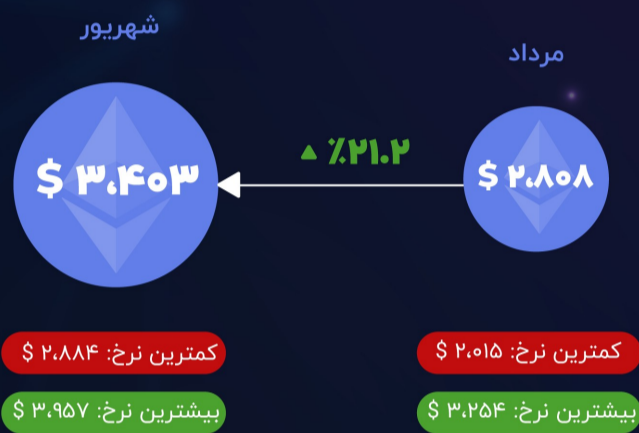 مرداد
شهریور
$ ۲،۸۰۸
٪۲۱.۲
$ ۳،۴۰۳
کمترین نرخ: ۲،۰۱۵ $
بیشترین نرخ: ۳،۲۵۴ $
کمترین نرخ: ۲،۸۸۴ $
بیشترین نرخ: ۳،۹۵۷ $